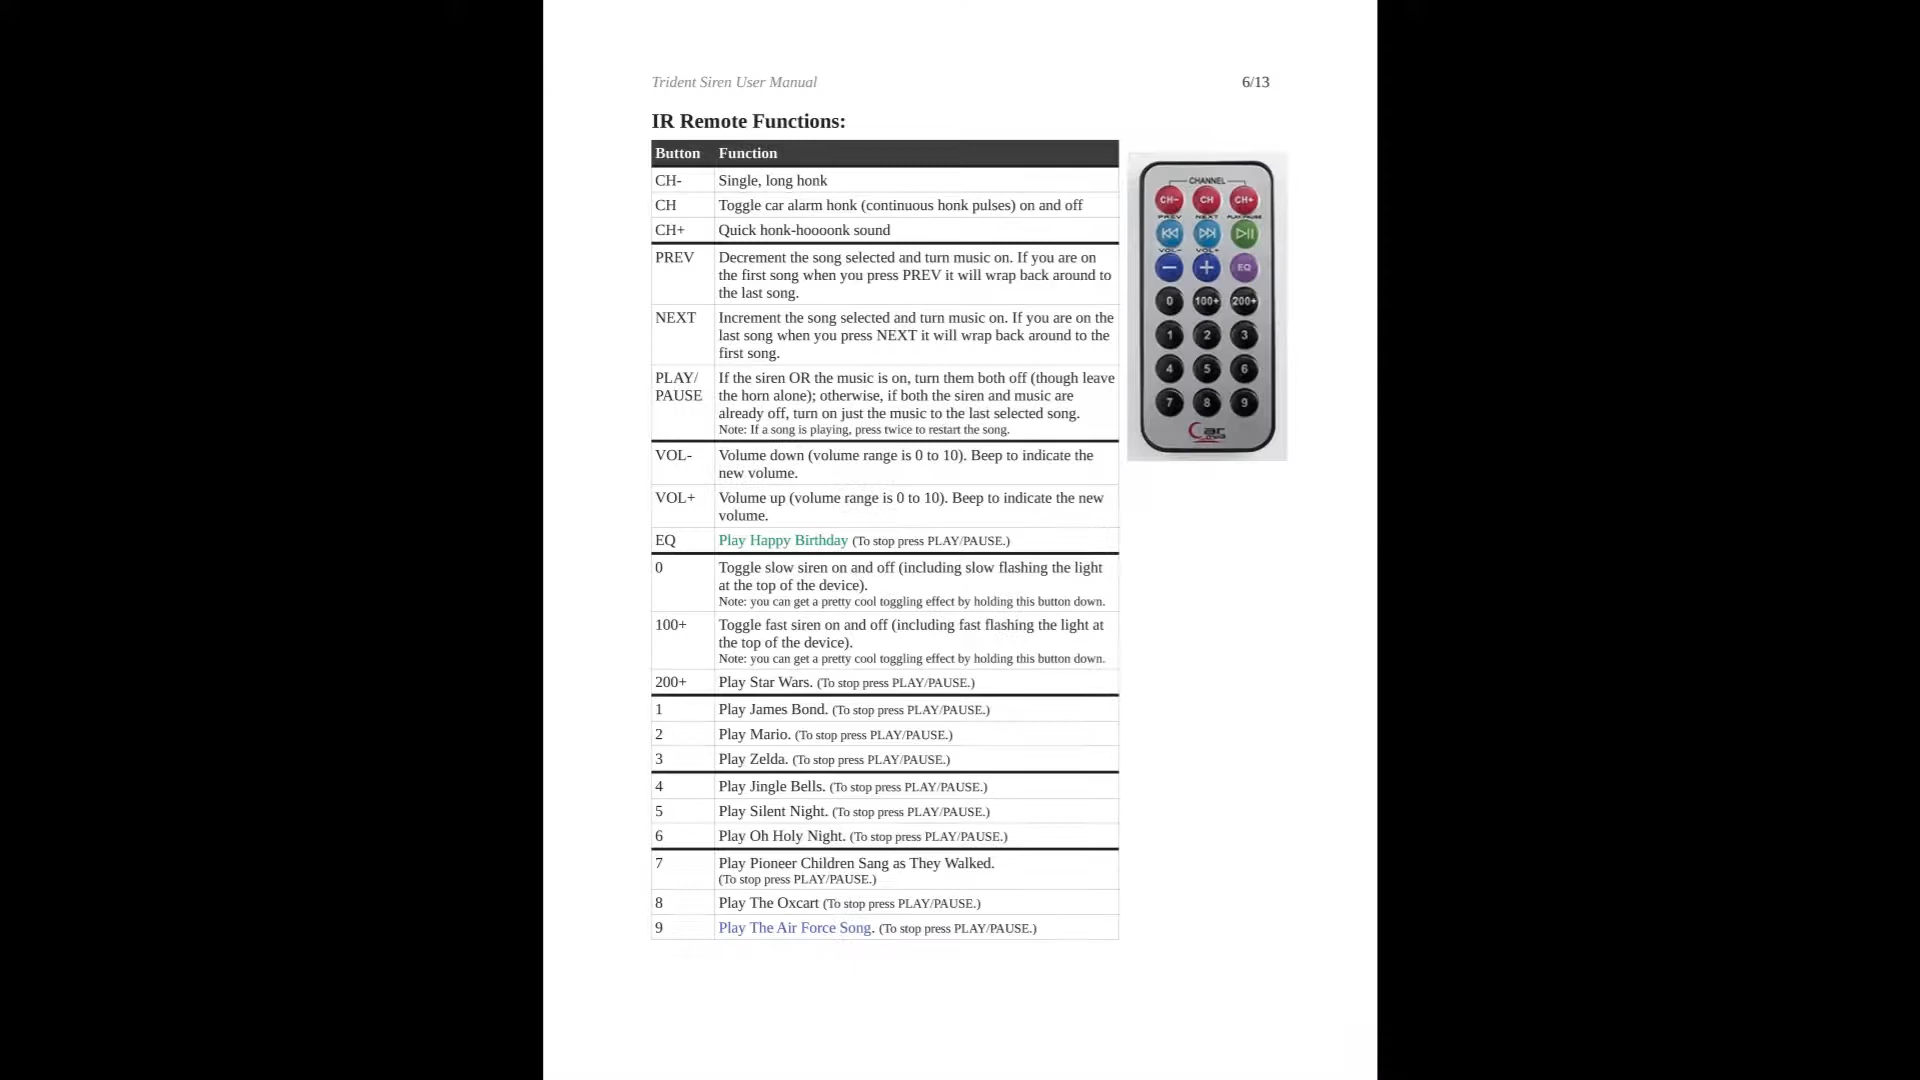 Trident Siren User Manual 6/13
IR Remote Functions:
Button Function
CH- Single, long honk
CH Toggle car alarm honk (continuous honk pulses) on and off
CH+ Quick honk-hoooonk sound
PREV Decrement the song selected and turn music on. If you are on
the first song when you press PREV it will wrap back around to
the last song.
NEXT Increment the song selected and turn music on. If you are on the
last song when you press NEXT it will wrap back around to the
first song.
PLAY/ If the siren OR the music is on, turn them both off (though leave
PAUSE the horn alone); otherwise, if both the siren and music are
already off, turn on just the music to the last selected song.
Note: If a song is playing, press twice to restart the song.
VOL- Volume down (volume range is 0 to 10). Beep to indicate the
new volume.
VOL+ Volume up (volume range is 0 to 10). Beep to indicate the new
volume.
EQ Play Happy Birthday (To stop press PLAY/PAUSE.)
0 Toggle slow siren on and off (including slow flashing the light
at the top of the device).
Note: you can get a pretty cool toggling effect by holding this button down.
100+ Toggle fast siren on and off (including fast flashing the light at
the top of the device).
Note: you can get a pretty cool toggling effect by holding this button down.
200+ Play Star Wars. (To stop press PLAY/PAUSE.)
1 Play James Bond. (To stop press PLAY/PAUSE.)
2 Play Mario. (To stop press PLAY/PAUSE.)
3 Play Zelda. (To stop press PLAY/PAUSE.)
4 Play Jingle Bells. (To stop press PLAY/PAUSE.)
5 Play Silent Night. (To stop press PLAY/PAUSE.)
6 Play Oh Holy Night. (To stop press PLAY/PAUSE.)
7 Play Pioneer Children Sang as They Walked.
(To stop press PLAY/PAUSE.)
8 Play The Oxcart (To stop press PLAY/PAUSE.)
9 Play The Air Force Song. (To stop press PLAY/PAUSE.)
CHANNEL
CH- CH CH+
PREV NEXT PLAY/PAUSE
VOL- VOL+
EQ
0 100+ 200+
1 2 3
4 5 6
7 8 9
Car